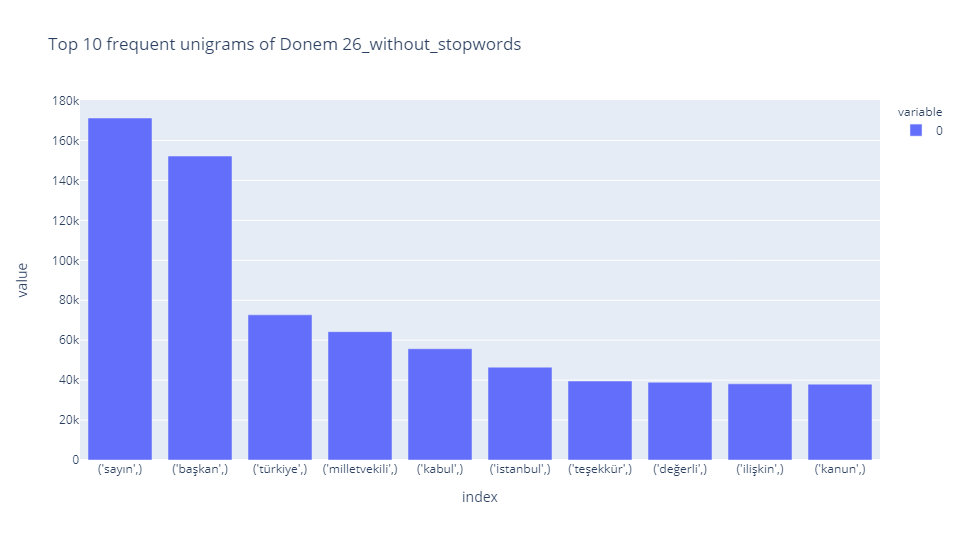 Top 10 frequent unigrams of Donem 26_without_stopwords
180k
160k
140k
120k
100k
80k
60k
40k
20k
0
value
('sayın',) ('başkan',) ('türkiye',) ('milletvekili',) ('kabul',) ('istanbul',) ('teşekkür',) ('değerli',) ('ilişkin',) ('kanun',)
index
variable
0